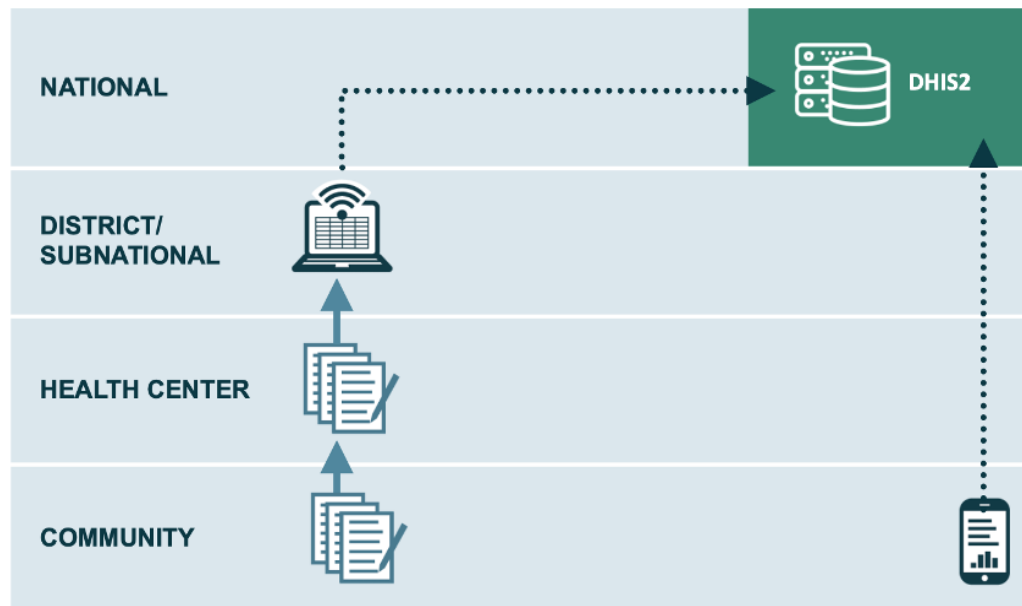 NATIONAL
DHIS2
DISTRICT/
SUBNATIONAL
HEALTH CENTER
COMMUNITY